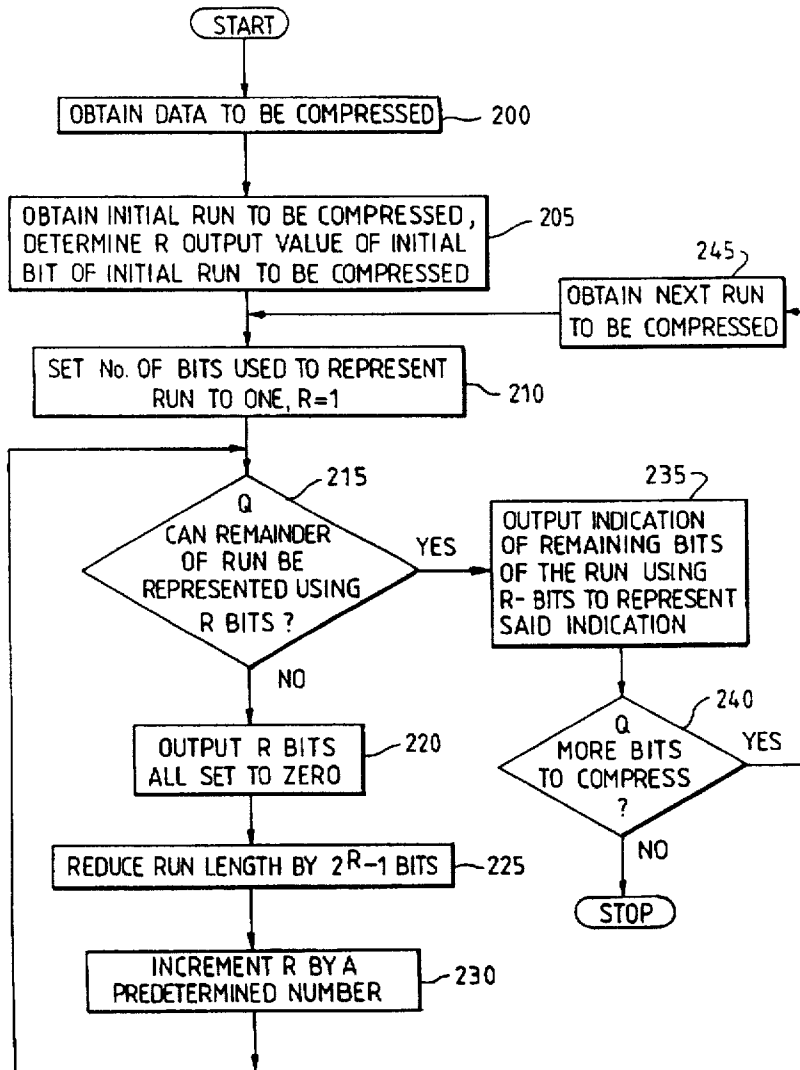 START
OBTAIN DATA TO BE COMPRESSED
200
OBTAIN INITIAL RUN TO BE COMPRESSED,
DETERMINE R OUTPUT VALUE OF INITIAL
BIT OF INITIAL RUN TO BE COMPRESSED
205
245
OBTAIN NEXT RUN
TO BE COMPRESSED
SET No. OF BITS USED TO REPRESENT
RUN TO ONE, R=1
210
215
Q
CAN REMAINDER
OF RUN BE
REPRESENTED USING
R BITS ?
YES
NO
235
OUTPUT INDICATION
OF REMAINING BITS
OF THE RUN USING
R- BITS TO REPRESENT
SAID INDICATION
240
Q
MORE BITS
TO COMPRESS
?
YES
NO
STOP
OUTPUT R BITS
ALL SET TO ZERO
220
REDUCE RUN LENGTH BY 2^R-1 BITS
225
INCREMENT R BY A
PREDETERMINED NUMBER
230